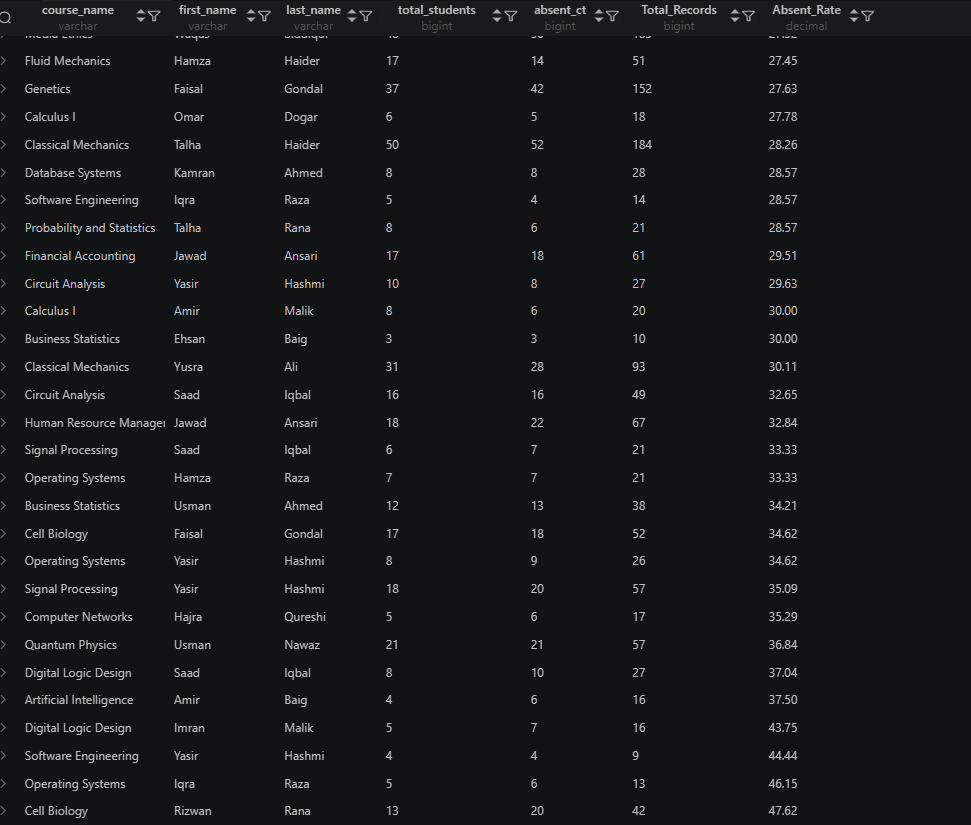 course_name first_name last_name total_students absent_ct Total_Records Absent_Rate
varchar varchar varchar bigint bigint bigint decimal
Fluid Mechanics Hamza Haider 17 14 51 27.45
Genetics Faisal Gondal 37 42 152 27.63
Calculus I Omar Dogar 6 5 18 27.78
Classical Mechanics Talha Haider 50 52 184 28.26
Database Systems Kamran Ahmed 8 8 28 28.57
Software Engineering Iqra Raza 5 4 14 28.57
Probability and Statistics Talha Rana 8 6 21 28.57
Financial Accounting Jawad Ansari 17 18 61 29.51
Circuit Analysis Yasir Hashmi 10 8 27 29.63
Calculus I Amir Malik 8 6 20 30.00
Business Statistics Ehsan Baig 3 3 10 30.00
Classical Mechanics Yusra Ali 31 28 93 30.11
Circuit Analysis Saad Iqbal 16 16 49 32.65
Human Resource Manager Jawad Ansari 18 22 67 32.84
Signal Processing Saad Iqbal 6 7 21 33.33
Operating Systems Hamza Raza 7 7 21 33.33
Business Statistics Usman Ahmed 12 13 38 34.21
Cell Biology Faisal Gondal 17 18 52 34.62
Operating Systems Yasir Hashmi 8 9 26 34.62
Signal Processing Yasir Hashmi 18 20 57 35.09
Computer Networks Hajra Qureshi 5 6 17 35.29
Quantum Physics Usman Nawaz 21 21 57 36.84
Digital Logic Design Saad Iqbal 8 10 27 37.04
Artificial Intelligence Amir Baig 4 6 16 37.50
Digital Logic Design Imran Malik 5 7 16 43.75
Software Engineering Yasir Hashmi 4 4 9 44.44
Operating Systems Iqra Raza 5 6 13 46.15
Cell Biology Rizwan Rana 13 20 42 47.62